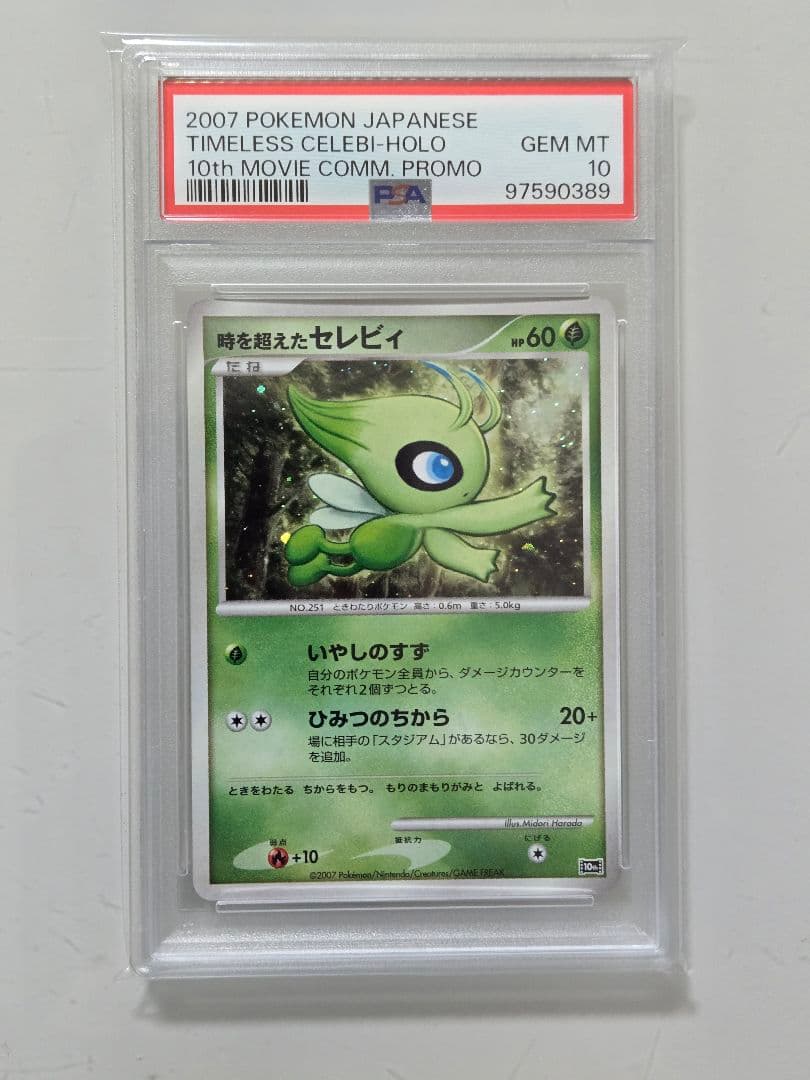 2007 POKEMON JAPANESE
TIMELESS CELEBI-HOLO GEM MT
10th MOVIE COMM. PROMO 10
PSA 97590389
時を超えたセレビィ HP60
たね
NO.251 ときわたりポケモン 高さ:0.6m 重さ:5.0kg
いやしのすず
自分のポケモン全員から、ダメージカウンターを
それぞれ2個ずつとる。
ひみつのちから 20+
場に相手の「スタジアム」があるなら、30ダメージ
を追加。
ときをわたる ちからをもつ。 もりのまもりがみと よばれる。
Illus. Midori Harada
弱点 抵抗力 にげる
+10
©2007 Pokémon/Nintendo/Creatures/GAME FREAK
10th